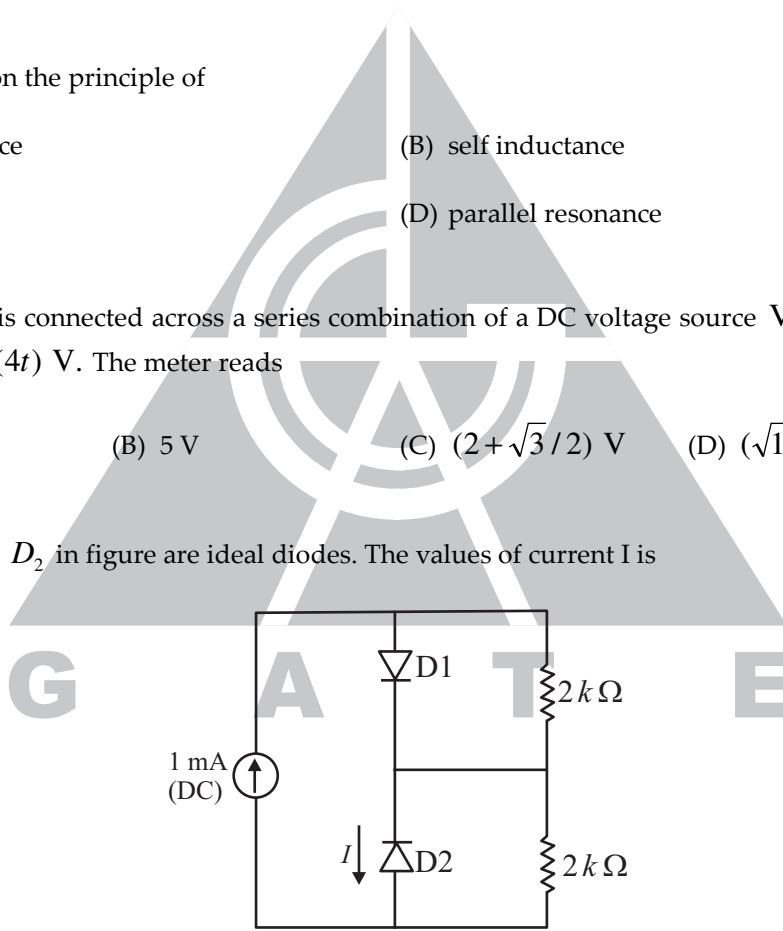 on the principle of
ce
(B) self inductance
(D) parallel resonance
is connected across a series combination of a DC voltage source V
(4t) V. The meter reads
(B) 5 V (C) (2 + √3 / 2) V (D) (√1
D₂ in figure are ideal diodes. The values of current I is
D1
2 k Ω
G A T E
1 mA
(DC)
I
D2
2 k Ω